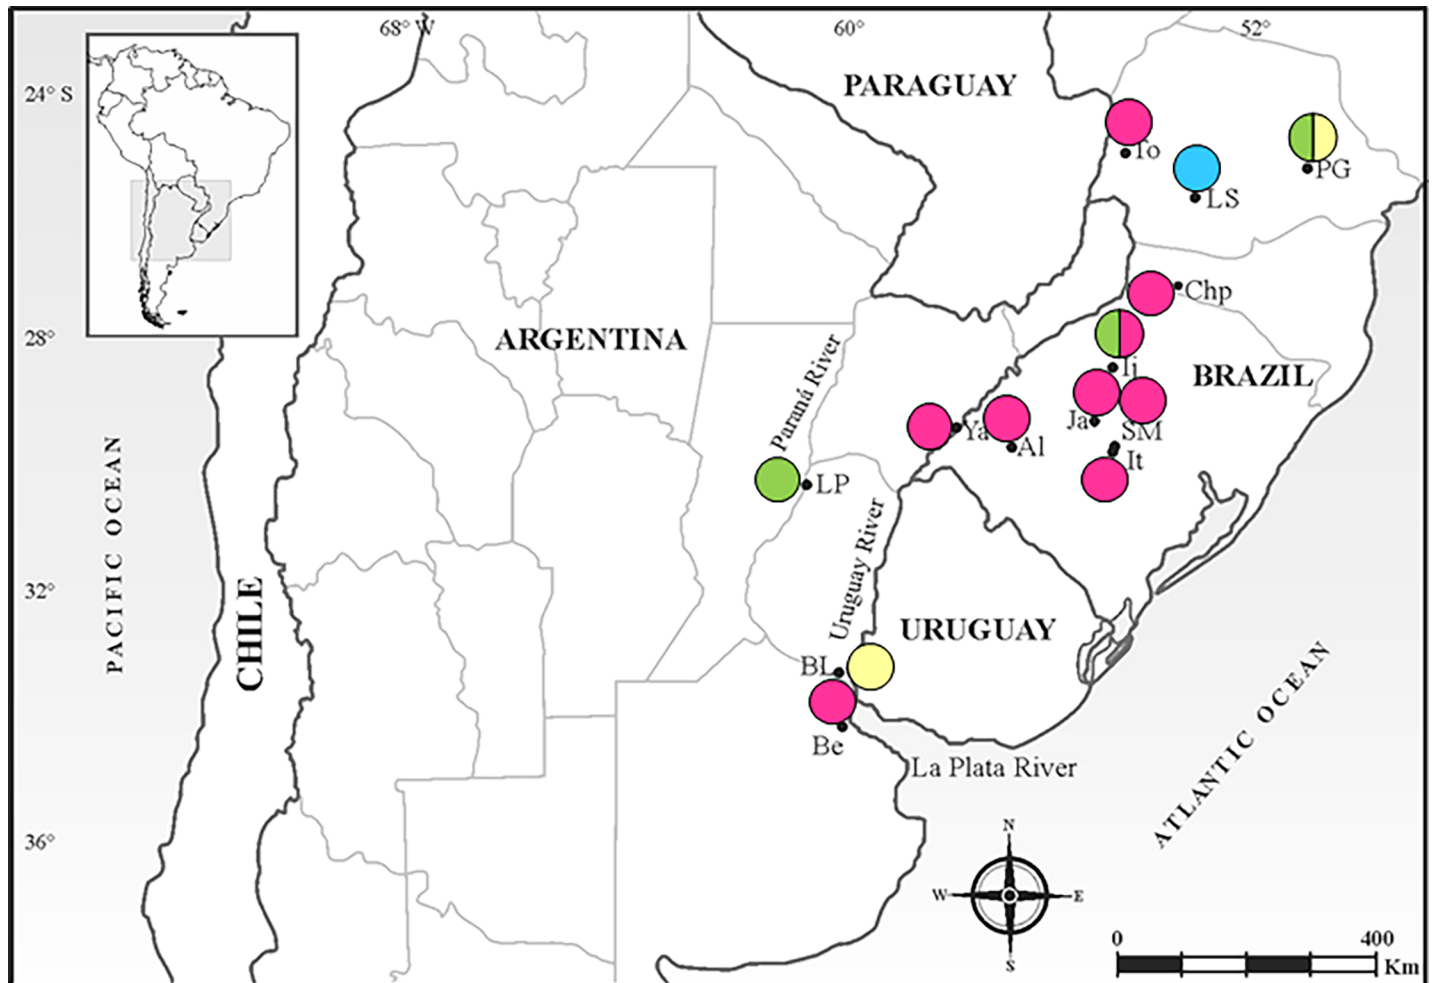 68° W
60°
52°
24° S
PARAGUAY
To
PG
LS
Chp
28°
ARGENTINA
Paraná River
Ij
BRAZIL
Ja
SM
Ya
Al
It
LP
PACIFIC OCEAN
Uruguay River
32°
CHILE
URUGUAY
BL
Be
La Plata River
ATLANTIC OCEAN
36°
N
W
E
S
0
400
Km